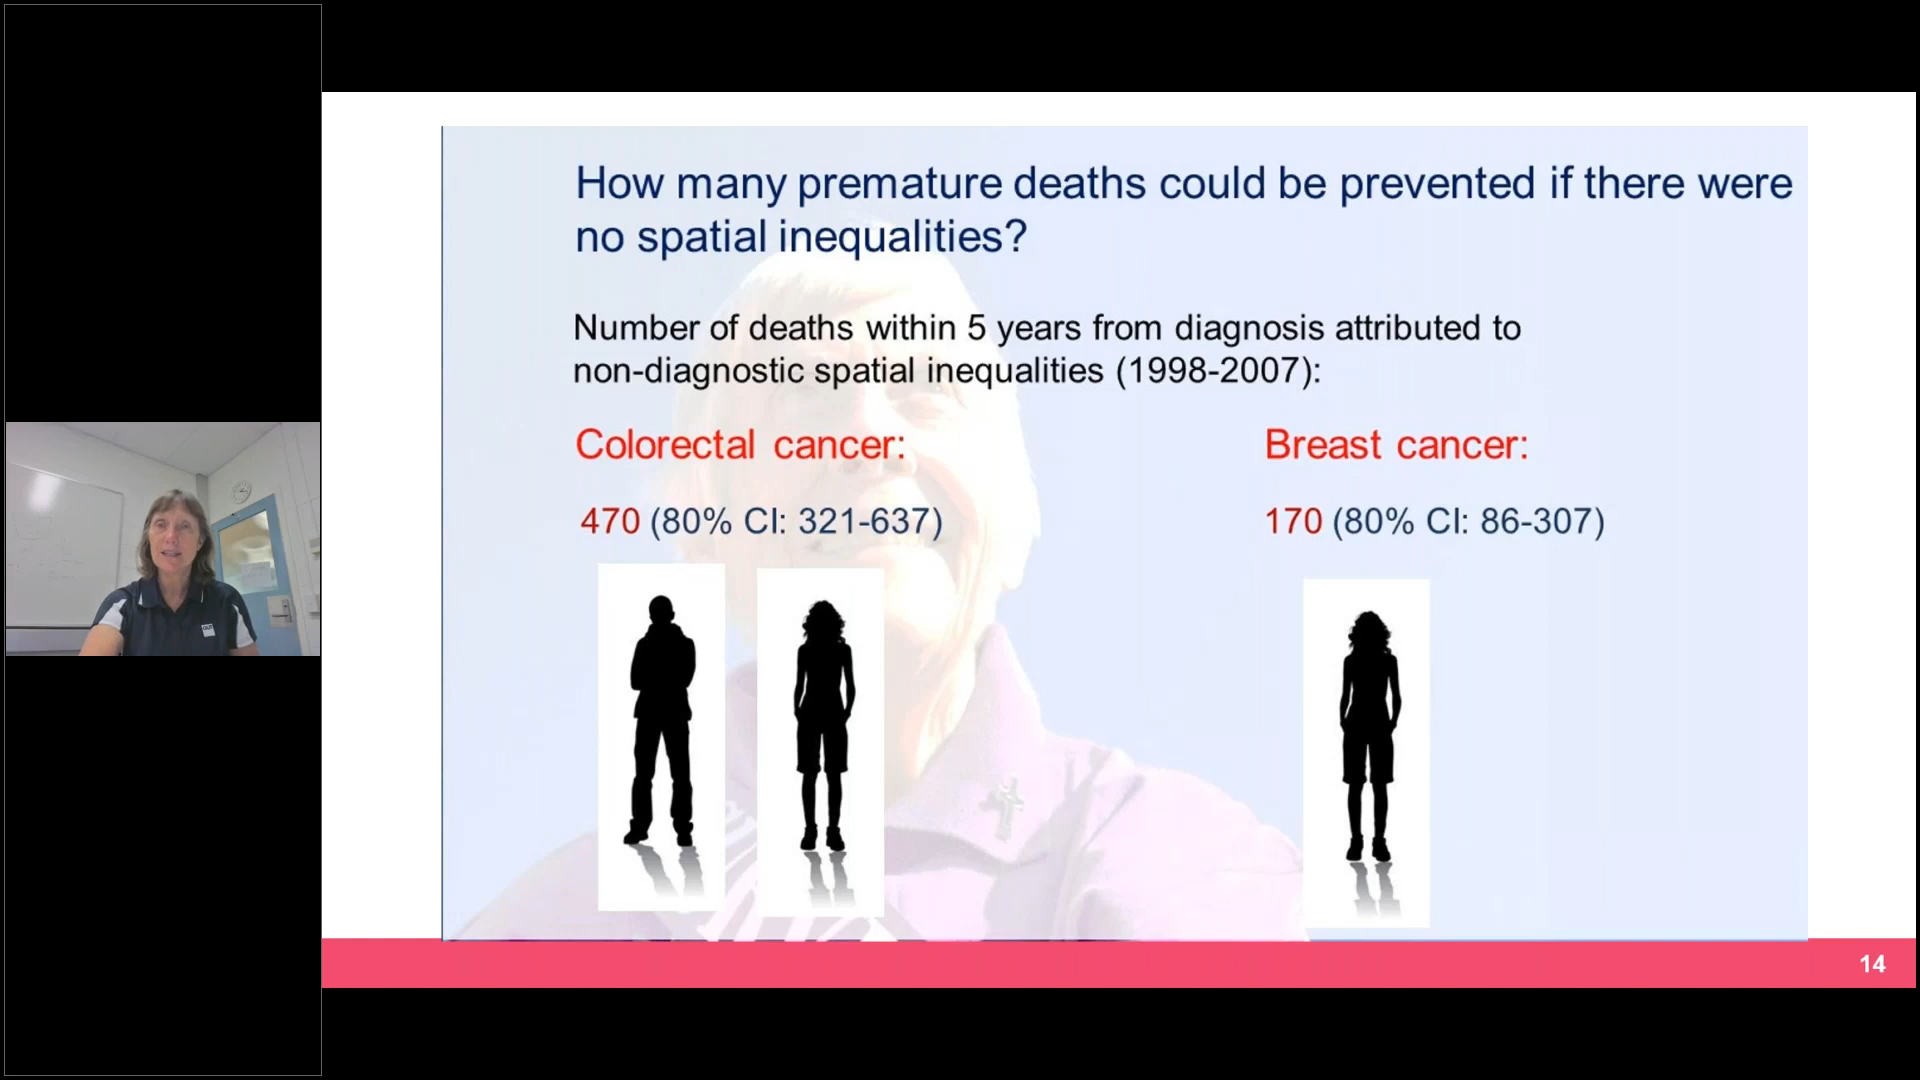 How many premature deaths could be prevented if there were
no spatial inequalities?
Number of deaths within 5 years from diagnosis attributed to
non-diagnostic spatial inequalities (1998-2007):
Colorectal cancer:
Breast cancer:
470 (80% CI: 321-637)
170 (80% CI: 86-307)
14